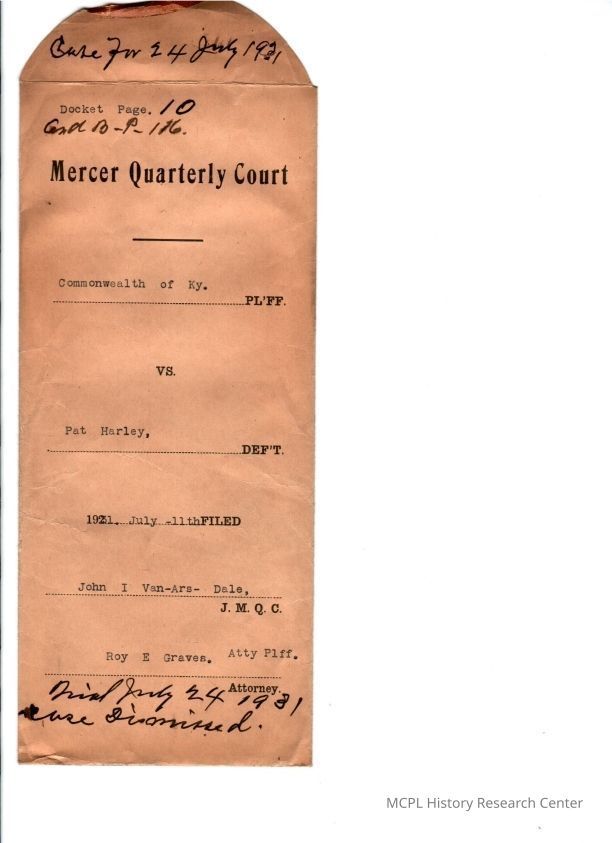 Case For 24 July 1931
Docket Page. 10
And B-P-116.
Mercer Quarterly Court
Commonwealth of Ky.
PL'FF.
VS.
Pat Harley,
DEF'T.
1931. July -11th FILED
John I Van-Ars- Dale,
J. M. Q. C.
Roy E Graves. Atty Plff.
Attorney.
Trial July 24 1931
case Dismissed.
MCPL History Research Center